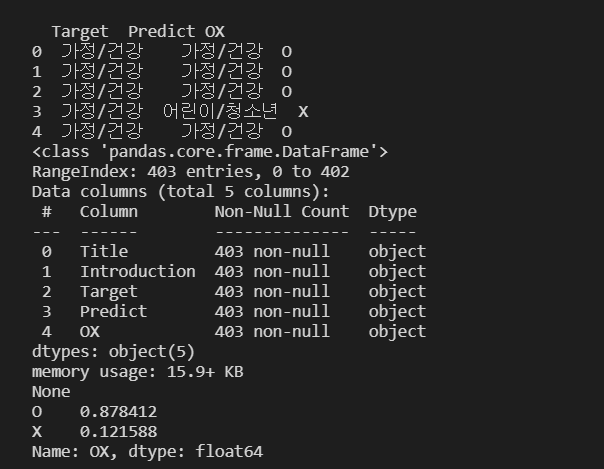 Target  Predict OX
0  가정/건강    가정/건강  O
1  가정/건강    가정/건강  O
2  가정/건강    가정/건강  O
3  가정/건강  어린이/청소년  X
4  가정/건강    가정/건강  O
<class 'pandas.core.frame.DataFrame'>
RangeIndex: 403 entries, 0 to 402
Data columns (total 5 columns):
 #   Column        Non-Null Count  Dtype
---  ------        --------------  -----
 0   Title         403 non-null    object
 1   Introduction  403 non-null    object
 2   Target        403 non-null    object
 3   Predict       403 non-null    object
 4   OX            403 non-null    object
dtypes: object(5)
memory usage: 15.9+ KB
None
O    0.878412
X    0.121588
Name: OX, dtype: float64